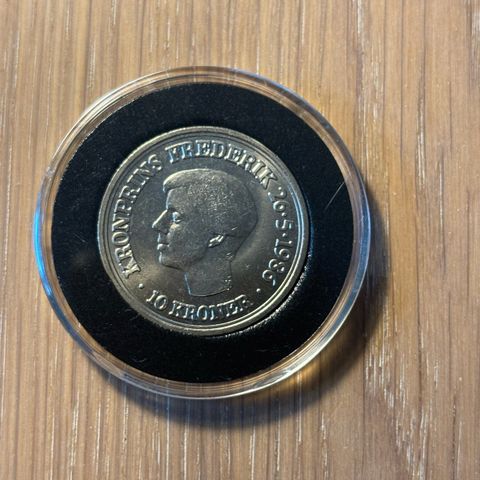 KRONPRINS FREDERIK 26·5·1986
· 10 KRONER ·